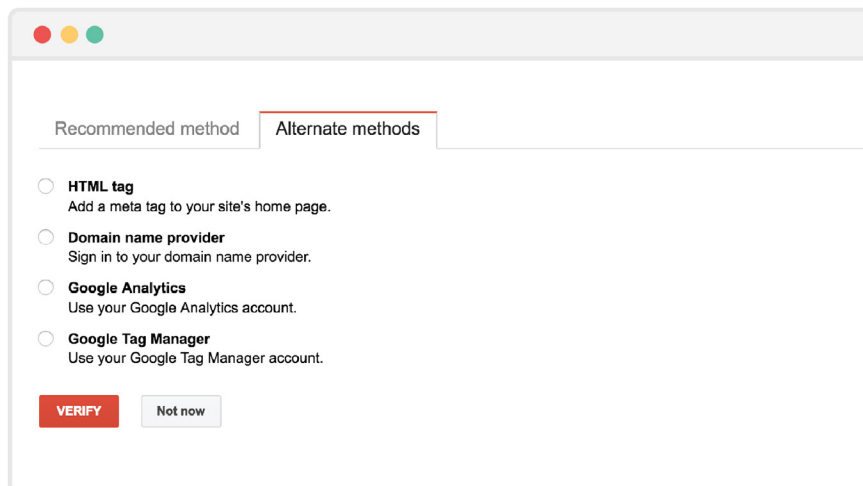 Recommended method
Alternate methods
HTML tag
Add a meta tag to your site's home page.
Domain name provider
Sign in to your domain name provider.
Google Analytics
Use your Google Analytics account.
Google Tag Manager
Use your Google Tag Manager account.
VERIFY
Not now